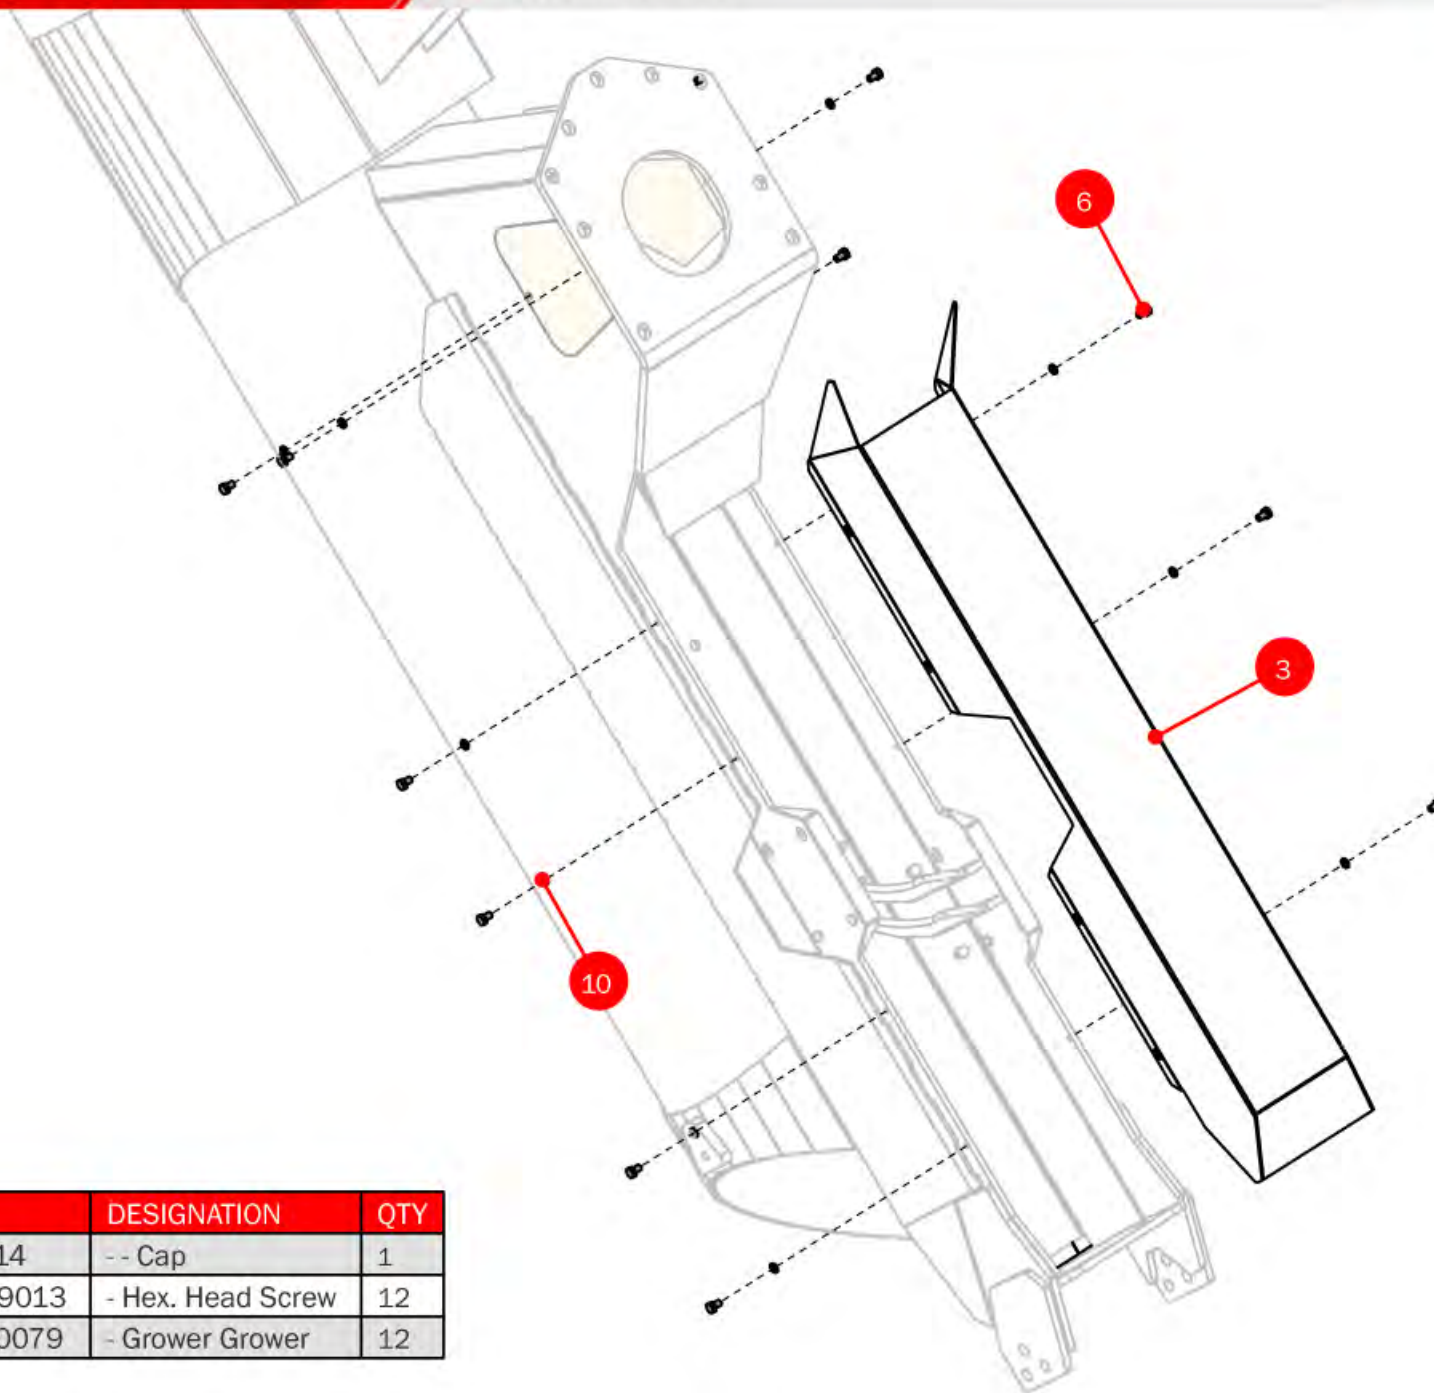 6
3
10
DESIGNATION QTY
14 - - Cap 1
9013 - Hex. Head Screw 12
0079 - Grower Grower 12